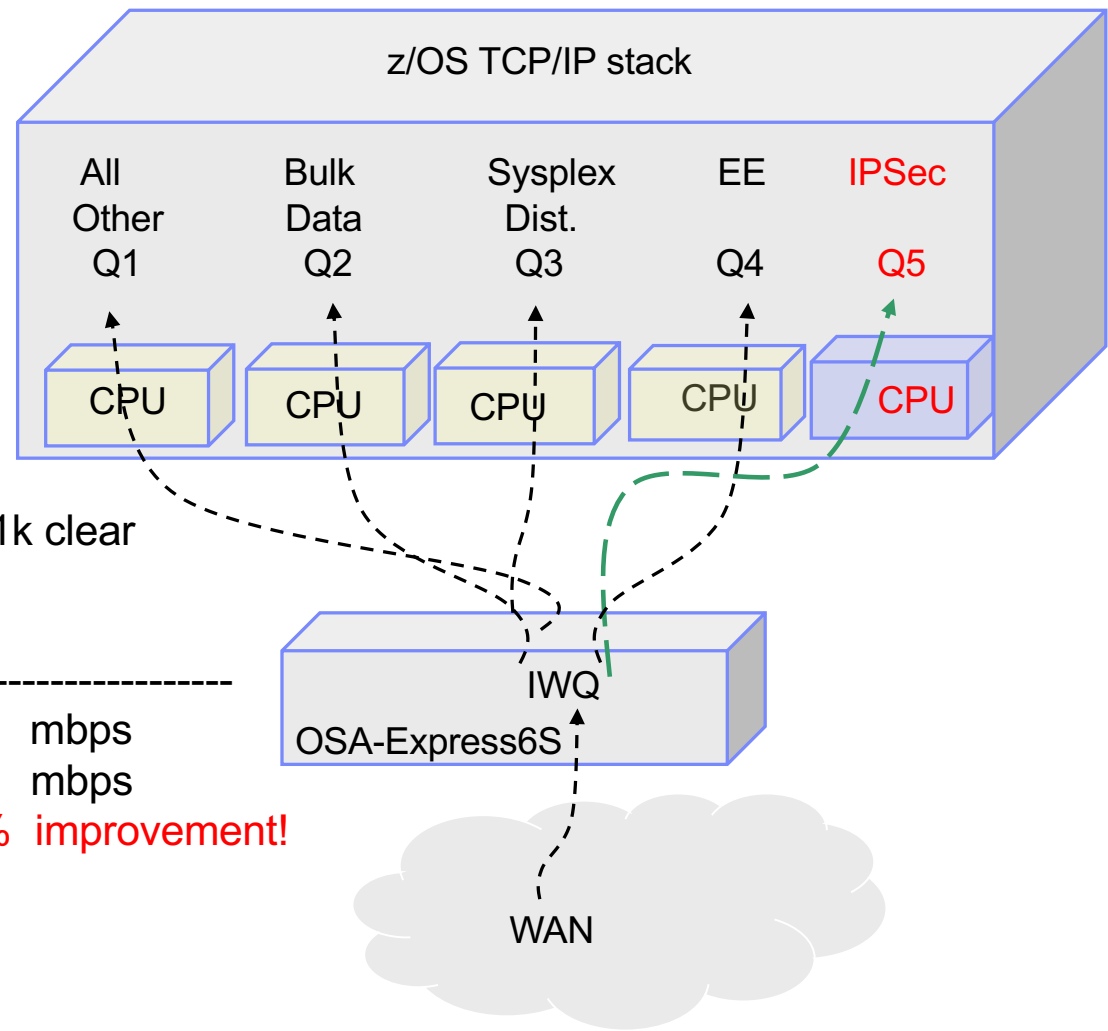 z/OS TCP/IP stack
All Other Q1
Bulk Data Q2
Sysplex Dist. Q3
EE Q4
IPSec Q5
CPU CPU CPU CPU CPU
1k clear
-----------------
mbps
mbps
% improvement!
IWQ
OSA-Express6S
WAN